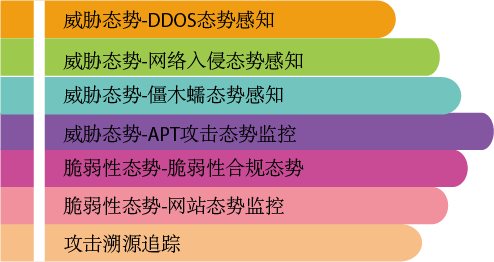 威胁态势-DDOS态势感知
威胁态势-网络入侵态势感知
威胁态势-僵木蠕态势感知
威胁态势-APT攻击态势监控
脆弱性态势-脆弱性合规态势
脆弱性态势-网站态势监控
攻击溯源追踪